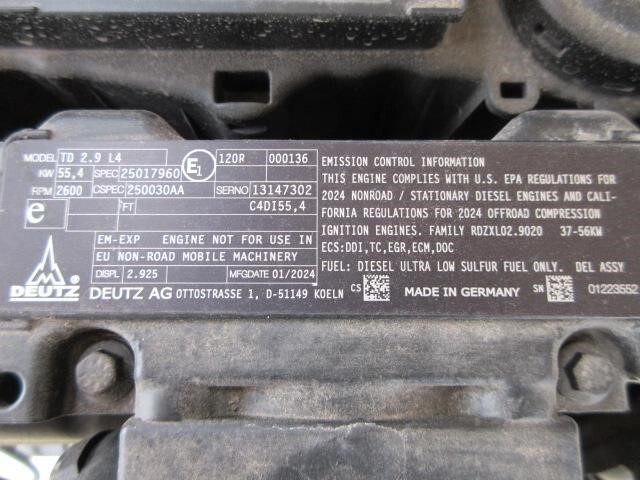 MODEL TD 2.9 L4
KW 55,4 SPEC 25017960 E1 120R 000136
RPM 2600 CSPEC 250030AA SERNO 13147302
e FT C4DI55,4
EM-EXP ENGINE NOT FOR USE IN
EU NON-ROAD MOBILE MACHINERY
DISPL 2.925 MFGDATE 01/2024
DEUTZ DEUTZ AG OTTOSTRASSE 1, D-51149 KOELN
EMISSION CONTROL INFORMATION
THIS ENGINE COMPLIES WITH U.S. EPA REGULATIONS FOR
2024 NONROAD / STATIONARY DIESEL ENGINES AND CALI-
FORNIA REGULATIONS FOR 2024 OFFROAD COMPRESSION
IGNITION ENGINES. FAMILY RDZXL02.9020 37-56KW
ECS:DDI,TC,EGR,ECM,DOC
FUEL: DIESEL ULTRA LOW SULFUR FUEL ONLY. DEL ASSY
CS MADE IN GERMANY SN 01223552